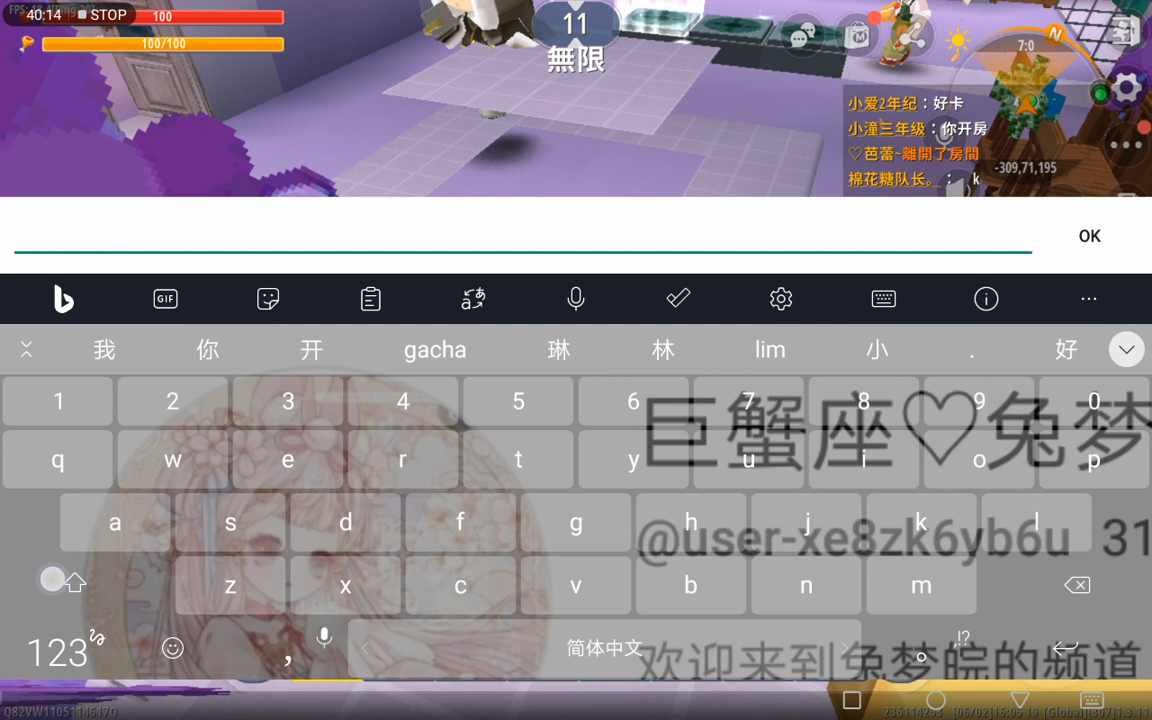 40:14 STOP
100
100/100
11
無限
7:0
N
小爱2年纪：好卡
小潼三年级：你开房
♡芭蕾~離開了房間
棉花糖队长。： k
-309,71,195
OK
GIF
我 你 开 gacha 琳 林 lim 小 . 好
1 2 3 4 5 6 7 8 9 0
巨蟹座♡兔梦
q w e r t y u i o p
a s d f g h j k l
@user-xe8zk6yb6u 31
z x c v b n m
123 , 简体中文 。 !?
欢迎来到兔梦皖的频道